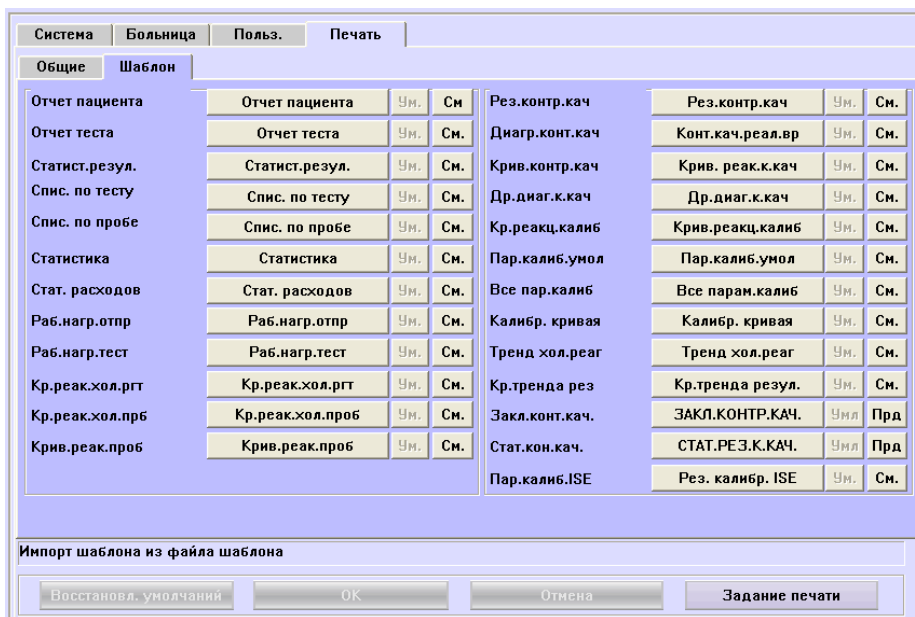 Система Больница Польз. Печать
Общие Шаблон
Отчет пациента Отчет пациента Ум. См
Отчет теста Отчет теста Ум. См.
Статист.резул. Статист.резул. Ум. См.
Спис. по тесту Спис. по тесту Ум. См.
Спис. по пробе Спис. по пробе Ум. См.
Статистика Статистика Ум. См.
Стат. расходов Стат. расходов Ум. См.
Раб.нагр.отпр Раб.нагр.отпр Ум. См.
Раб.нагр.тест Раб.нагр.тест Ум. См.
Кр.реак.хол.ргт Кр.реак.хол.ргт Ум. См.
Кр.реак.хол.прб Кр.реак.хол.проб Ум. См.
Крив.реак.проб Крив.реак.проб Ум. См.
Рез.контр.кач Рез.контр.кач Ум. См.
Диагр.конт.кач Конт.кач.реал.вр Ум. См.
Крив.контр.кач Крив. реак.к.кач Ум. См.
Др.диаг.к.кач Др.диаг.к.кач Ум. См.
Кр.реакц.калиб Крив.реакц.калиб Ум. См.
Пар.калиб.умол Пар.калиб.умол Ум. См.
Все пар.калиб Все парам.калиб Ум. См.
Калибр. кривая Калибр. кривая Ум. См.
Тренд хол.реаг Тренд хол.реаг Ум. См.
Кр.тренда рез Кр.тренда резул. Ум. См.
Закл.конт.кач. ЗАКЛ.КОНТР.КАЧ. Умл Прд
Стат.кон.кач. СТАТ.РЕЗ.К.КАЧ. Умл Прд
Пар.калиб.ISE Рез. калибр. ISE Ум. См.
Импорт шаблона из файла шаблона
Восстановл. умолчаний OK Отмена Задание печати